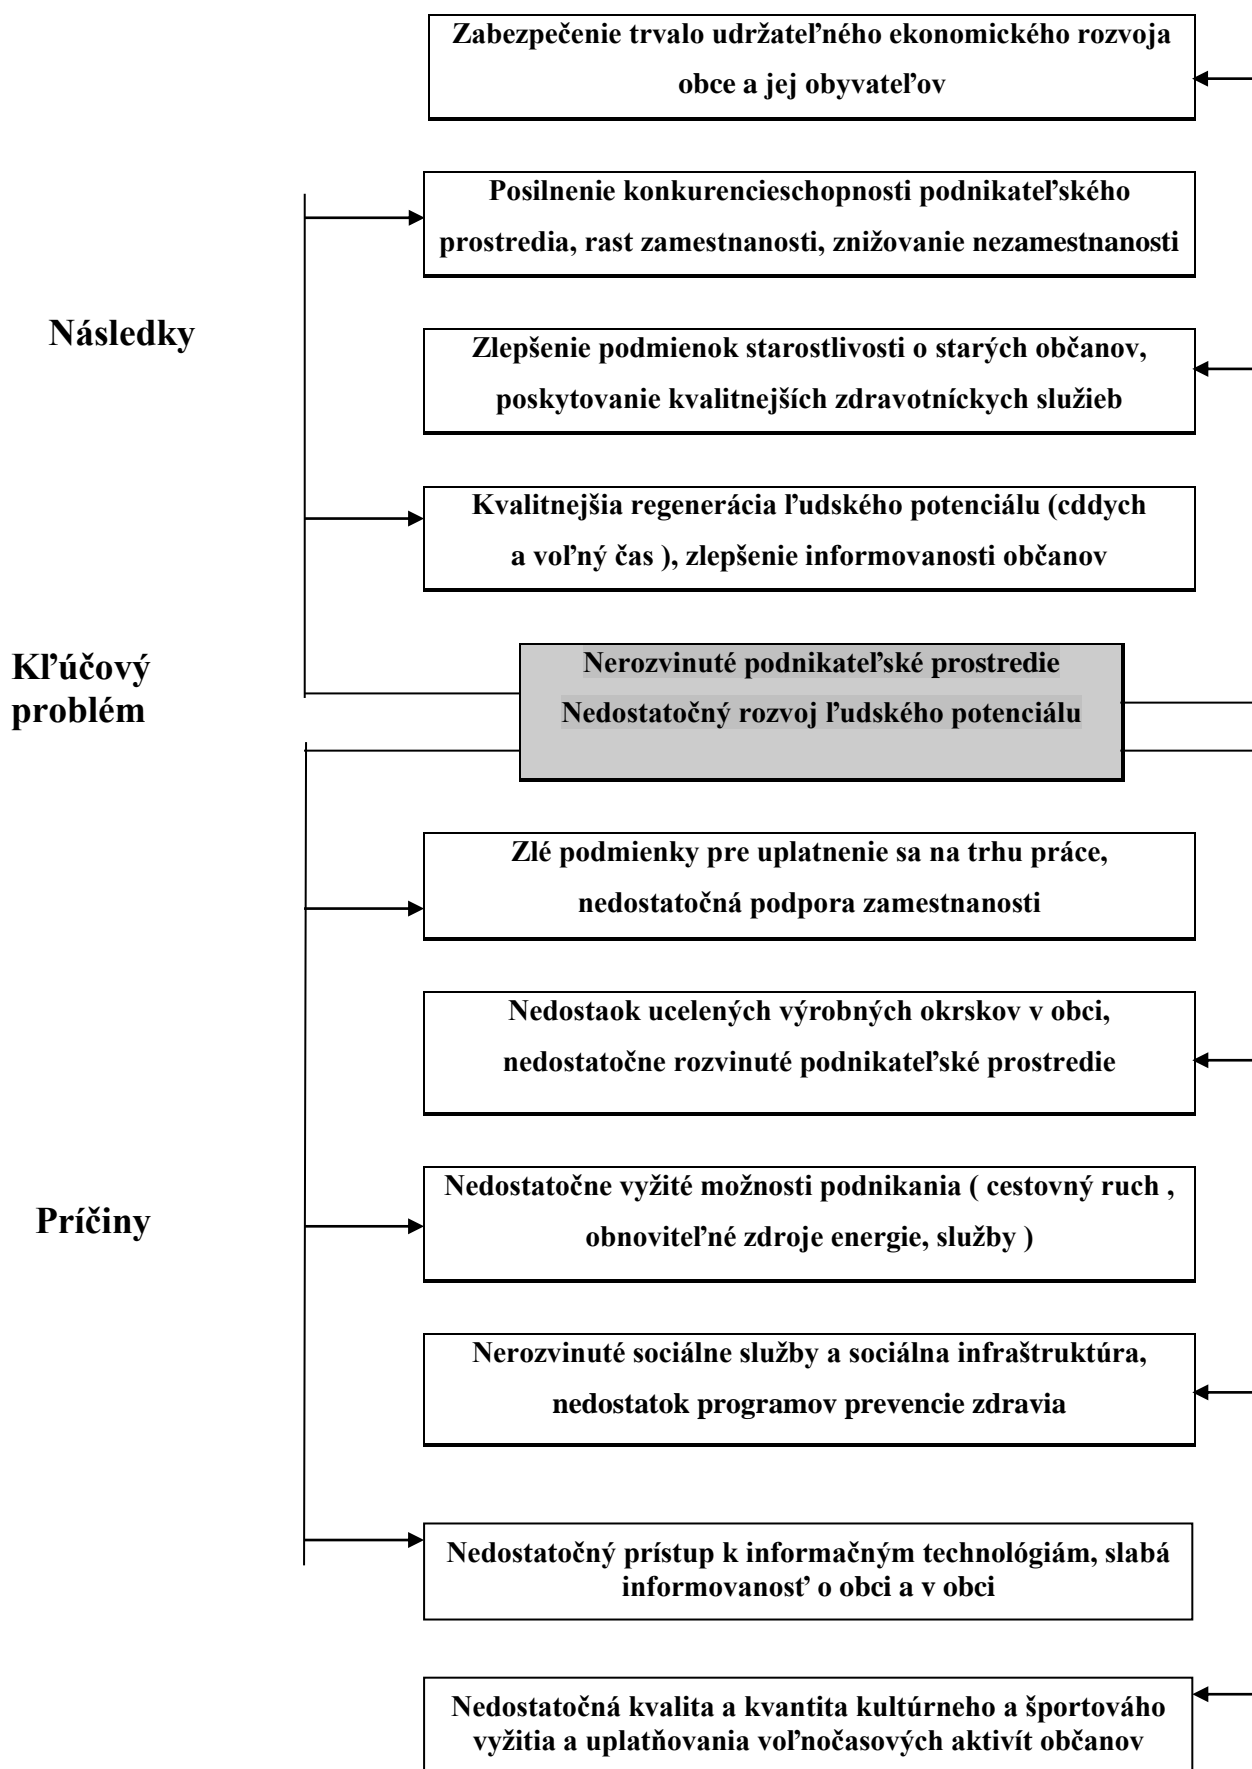 Zabezpečenie trvalo udržateľného ekonomického rozvoja
obce a jej obyvateľov
Posilnenie konkurencieschopnosti podnikateľského
prostredia, rast zamestnanosti, znižovanie nezamestnanosti
Následky
Zlepšenie podmienok starostlivosti o starých občanov,
poskytovanie kvalitnejších zdravotníckych služieb
Kvalitnejšia regenerácia ľudského potenciálu (cddych
a voľný čas ), zlepšenie informovanosti občanov
Kľúčový
problém
Nerozvinuté podnikateľské prostredie
Nedostatočný rozvoj ľudského potenciálu
Zlé podmienky pre uplatnenie sa na trhu práce,
nedostatočná podpora zamestnanosti
Nedostaok ucelených výrobných okrskov v obci,
nedostatočne rozvinuté podnikateľské prostredie
Príčiny
Nedostatočne vyžité možnosti podnikania ( cestovný ruch ,
obnoviteľné zdroje energie, služby )
Nerozvinuté sociálne služby a sociálna infraštruktúra,
nedostatok programov prevencie zdravia
Nedostatočný prístup k informačným technológiám, slabá
informovanosť o obci a v obci
Nedostatočná kvalita a kvantita kultúrneho a športováho
vyžitia a uplatňovania voľnočasových aktivít občanov